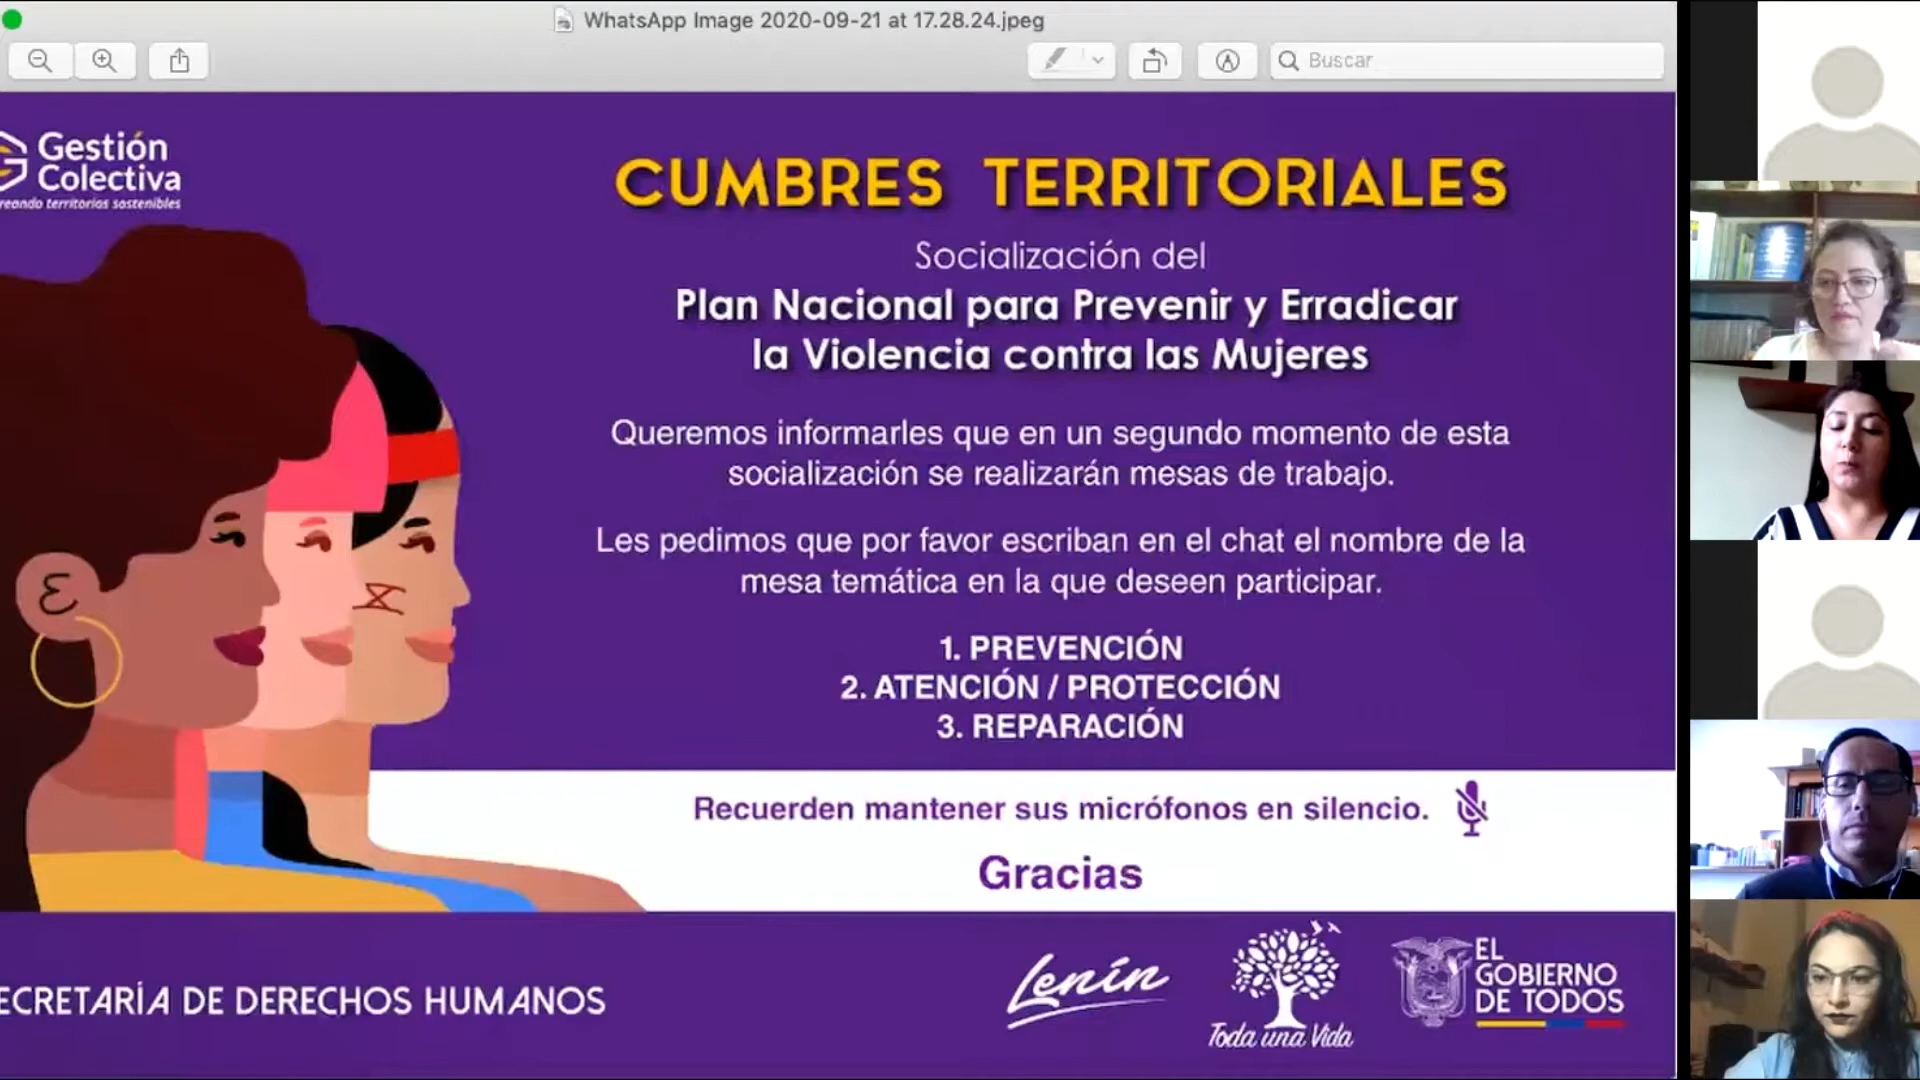 WhatsApp Image 2020-09-21 at 17.28.24.jpeg
Buscar
Gestión
Colectiva
reando territorios sostenibles
CUMBRES TERRITORIALES
Socialización del
Plan Nacional para Prevenir y Erradicar
la Violencia contra las Mujeres
Queremos informarles que en un segundo momento de esta
socialización se realizarán mesas de trabajo.
Les pedimos que por favor escriban en el chat el nombre de la
mesa temática en la que deseen participar.
1. PREVENCIÓN
2. ATENCIÓN / PROTECCIÓN
3. REPARACIÓN
Recuerden mantener sus micrófonos en silencio.
Gracias
ECRETARÍA DE DERECHOS HUMANOS
Lenín
Toda una Vida
EL
GOBIERNO
DE TODOS